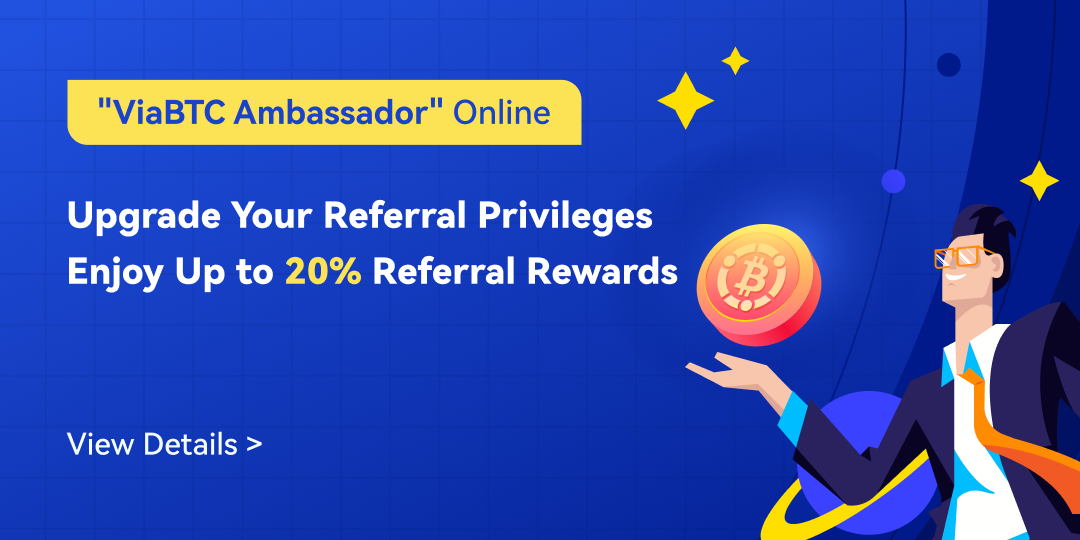 "ViaBTC Ambassador" Online
Upgrade Your Referral Privileges
Enjoy Up to 20% Referral Rewards
View Details >